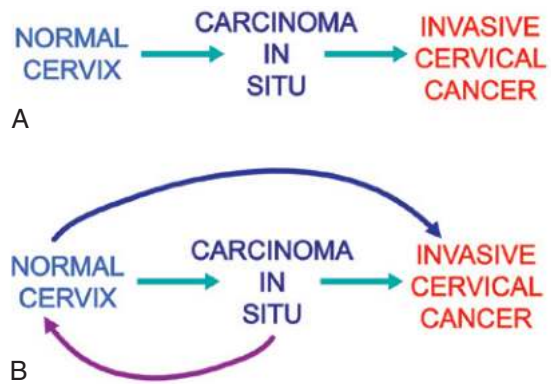 NORMAL
CERVIX
CARCINOMA
IN
SITU
INVASIVE
CERVICAL
CANCER
A
NORMAL
CERVIX
CARCINOMA
IN
SITU
INVASIVE
CERVICAL
CANCER
B